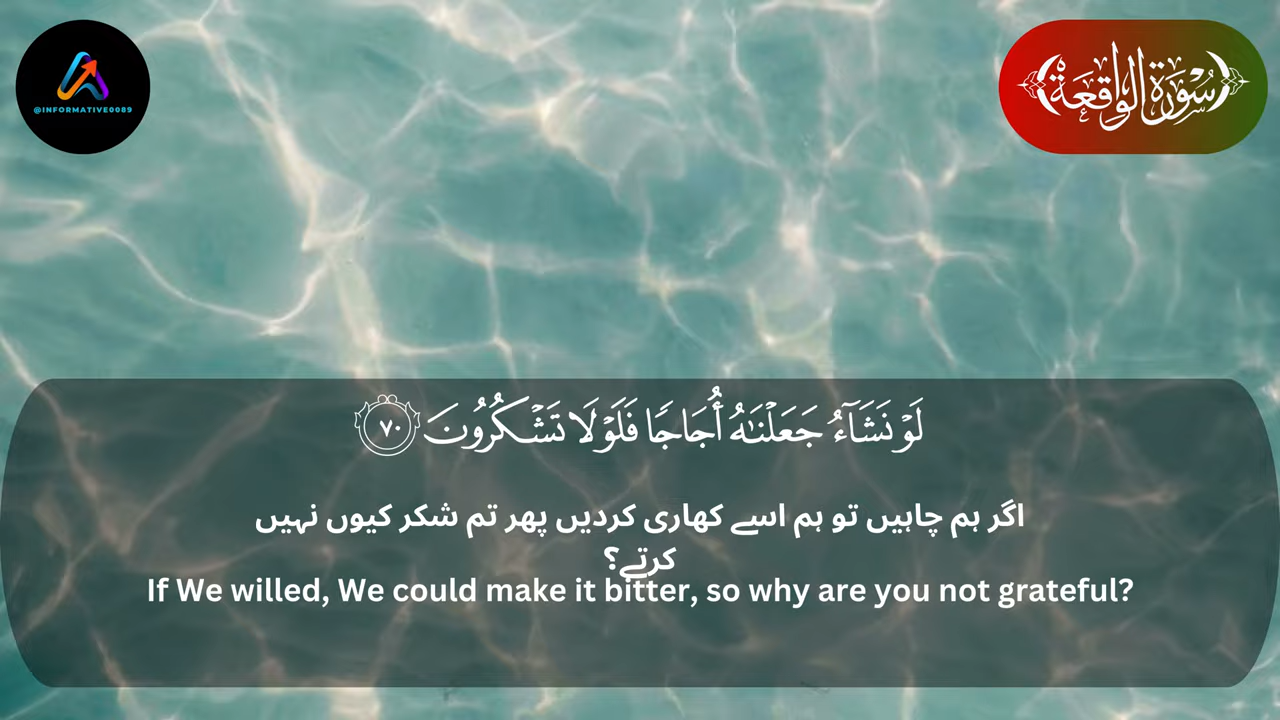 @INFORMATIVE0089
سُورَةُ الوَاقِعَة
لَوْ نَشَآءُ جَعَلْنَٰهُ أُجَاجًا فَلَوْلَا تَشْكُرُونَ ٧٠
اگر ہم چاہیں تو ہم اسے کھاری کردیں پھر تم شکر کیوں نہیں
کرتے؟
If We willed, We could make it bitter, so why are you not grateful?